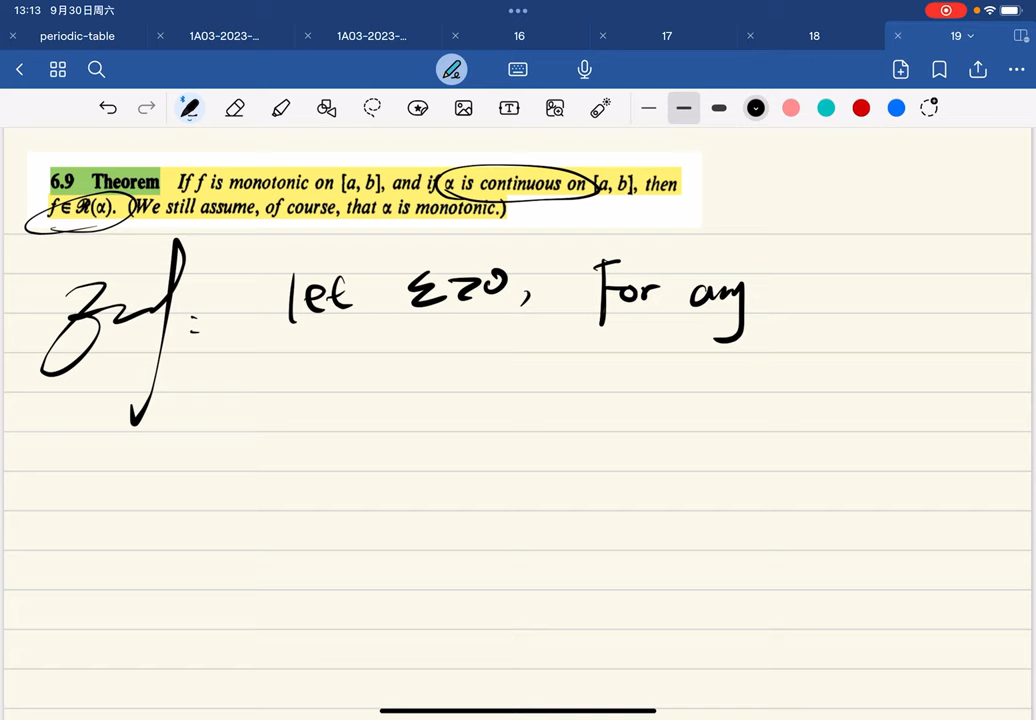 13:13 9月30日周六
periodic-table 1A03-2023-... 1A03-2023-... 16 17 18 19
6.9 Theorem If f is monotonic on [a, b], and if α is continuous on [a, b], then
f ∈ ℛ(α). (We still assume, of course, that α is monotonic.)
let ε>0, For any